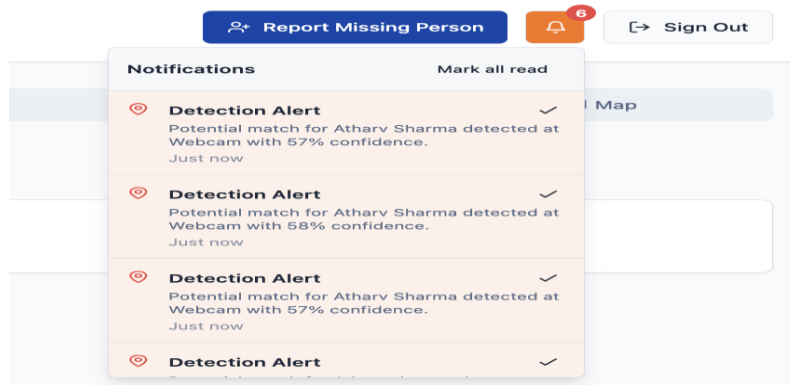 6
Report Missing Person
Sign Out
Notifications
Mark all read
Map
Detection Alert
Potential match for Atharv Sharma detected at
Webcam with 57% confidence.
Just now
Detection Alert
Potential match for Atharv Sharma detected at
Webcam with 58% confidence.
Just now
Detection Alert
Potential match for Atharv Sharma detected at
Webcam with 57% confidence.
Just now
Detection Alert